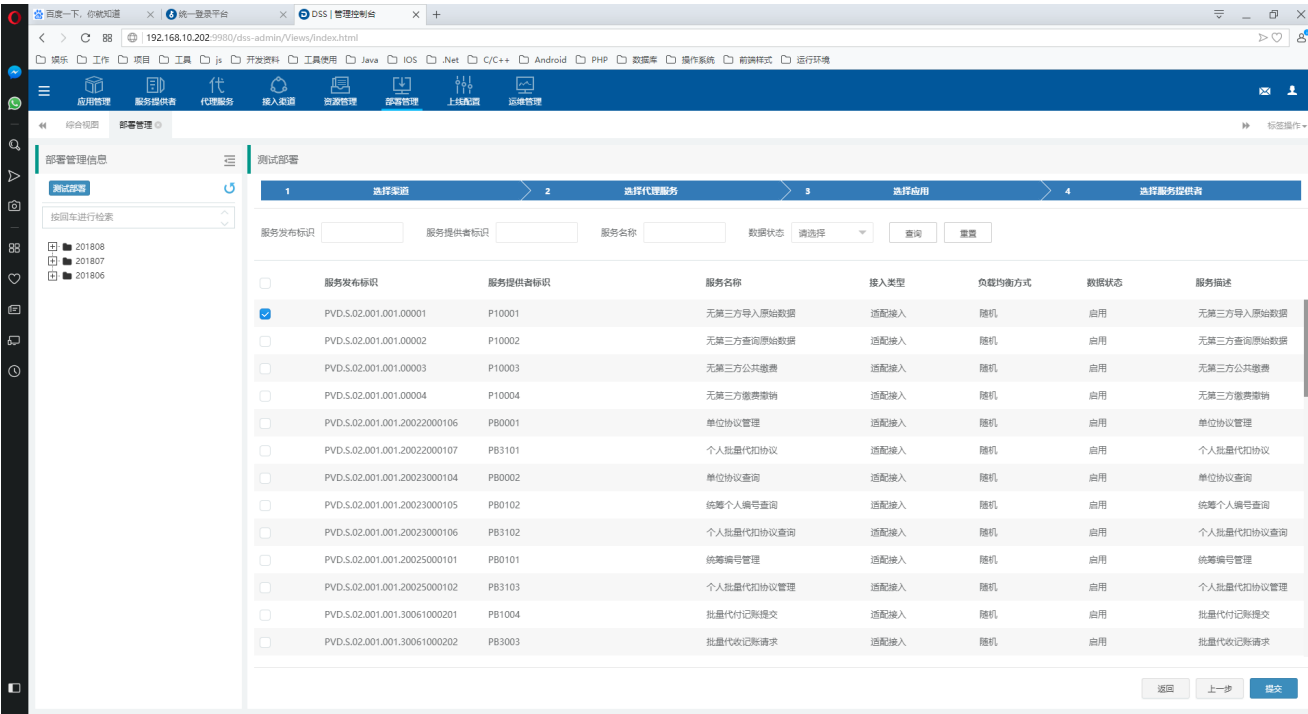 百度一下，你就知道 统一登录平台 DSS | 管理控制台
192.168.10.202:9980/dss-admin/Views/index.html
娱乐 工作 项目 工具 js 开发资料 工具使用 Java IOS .Net C/C++ Android PHP 数据库 操作系统 前端样式 运行环境
应用管理 服务提供者 代理服务 接入渠道 资源管理 部署管理 上线配置 运维管理
综合视图 部署管理 标签操作
部署管理信息 测试部署
测试部署
1 选择渠道 2 选择代理服务 3 选择应用 4 选择服务提供者
按回车进行检索
服务发布标识 服务提供者标识 服务名称 数据状态 请选择 查询 重置
201808
201807
201806
服务发布标识 服务提供者标识 服务名称 接入类型 负载均衡方式 数据状态 服务描述
PVD.S.02.001.001.00001 P10001 无第三方导入原始数据 适配接入 随机 启用 无第三方导入原始数据
PVD.S.02.001.001.00002 P10002 无第三方查询原始数据 适配接入 随机 启用 无第三方查询原始数据
PVD.S.02.001.001.00003 P10003 无第三方公共缴费 适配接入 随机 启用 无第三方公共缴费
PVD.S.02.001.001.00004 P10004 无第三方缴费撤销 适配接入 随机 启用 无第三方缴费撤销
PVD.S.02.001.001.20022000106 PB0001 单位协议管理 适配接入 随机 启用 单位协议管理
PVD.S.02.001.001.20022000107 PB3101 个人批量代扣协议 适配接入 随机 启用 个人批量代扣协议
PVD.S.02.001.001.20023000104 PB0002 单位协议查询 适配接入 随机 启用 单位协议查询
PVD.S.02.001.001.20023000105 PB0102 统筹个人编号查询 适配接入 随机 启用 统筹个人编号查询
PVD.S.02.001.001.20023000106 PB3102 个人批量代扣协议查询 适配接入 随机 启用 个人批量代扣协议查询
PVD.S.02.001.001.20025000101 PB0101 统筹编号管理 适配接入 随机 启用 统筹编号管理
PVD.S.02.001.001.20025000102 PB3103 个人批量代扣协议管理 适配接入 随机 启用 个人批量代扣协议管理
PVD.S.02.001.001.30061000201 PB1004 批量代付记账提交 适配接入 随机 启用 批量代付记账提交
PVD.S.02.001.001.30061000202 PB3003 批量代收记账请求 适配接入 随机 启用 批量代收记账请求
返回 上一步 提交